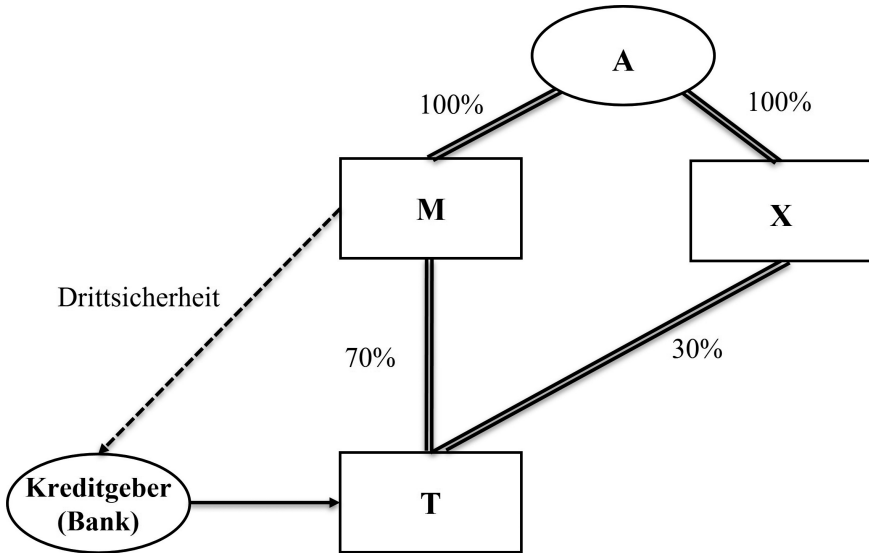 A
100%
100%
M
X
Drittsicherheit
70%
30%
Kreditgeber
(Bank)
T